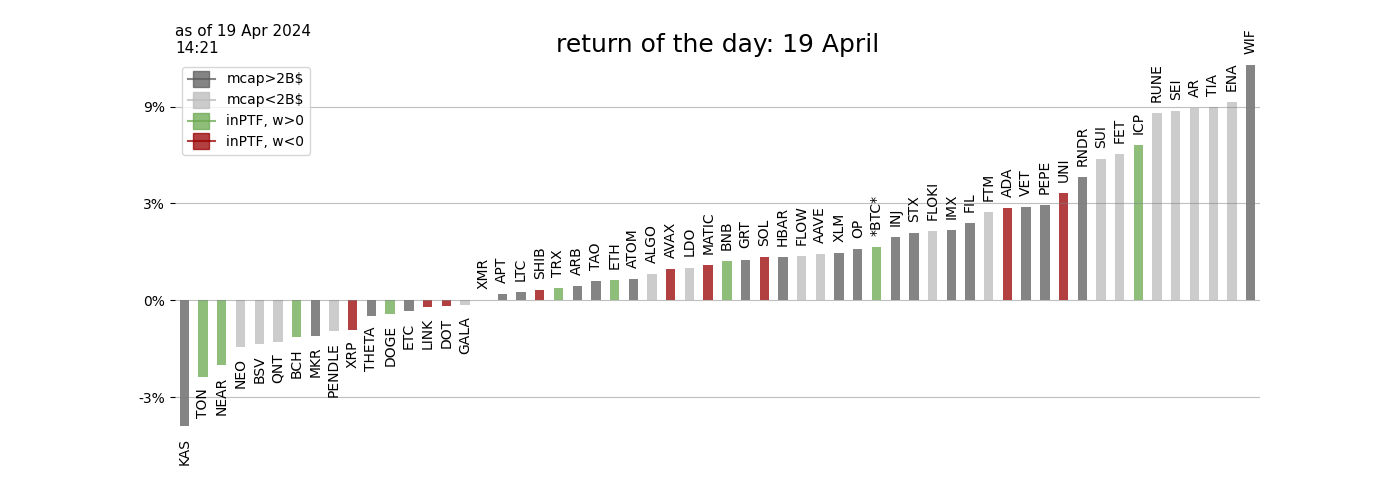 as of 19 Apr 2024
14:21
return of the day: 19 April
mcap>2B$
mcap<2B$
inPTF, w>0
inPTF, w<0
9%
3%
0%
-3%
KAS
TON
NEAR
NEO
BSV
QNT
BCH
MKR
PENDLE
XRP
THETA
DOGE
ETC
LINK
DOT
GALA
XMR
APT
LTC
SHIB
TRX
ARB
TAO
ETH
ATOM
ALGO
AVAX
LDO
MATIC
BNB
GRT
SOL
HBAR
FLOW
AAVE
XLM
OP
*BTC*
INJ
STX
FLOKI
IMX
FIL
FTM
ADA
VET
PEPE
UNI
RNDR
SUI
FET
ICP
RUNE
SEI
AR
TIA
ENA
WIF